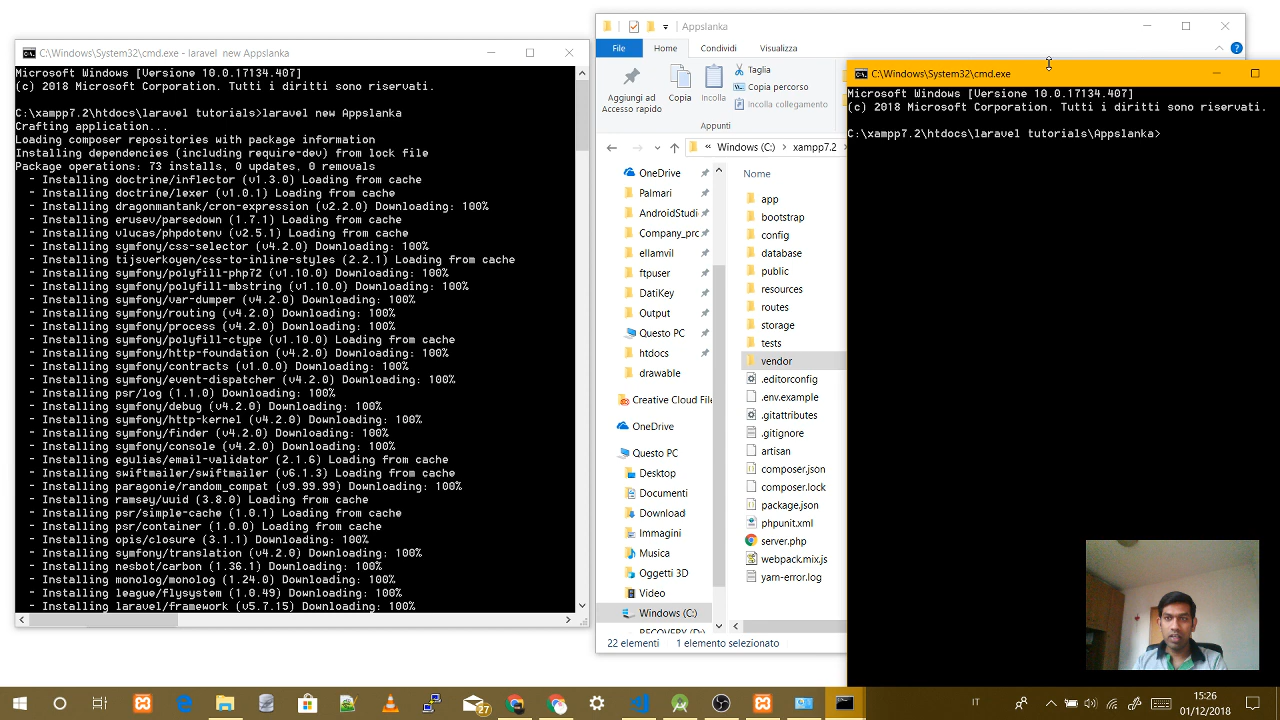 C:\Windows\System32\cmd.exe - laravel  new Appslanka
Microsoft Windows [Versione 10.0.17134.407]
(c) 2018 Microsoft Corporation. Tutti i diritti sono riservati.
C:\xampp7.2\htdocs\laravel tutorials>laravel new Appslanka
Crafting application...
Loading composer repositories with package information
Installing dependencies (including require-dev) from lock file
Package operations: 73 installs, 0 updates, 0 removals
- Installing doctrine/inflector (v1.3.0) Loading from cache
- Installing doctrine/lexer (v1.0.1) Loading from cache
- Installing dragonmantank/cron-expression (v2.2.0) Downloading: 100%
- Installing erusev/parsedown (1.7.1) Loading from cache
- Installing vlucas/phpdotenv (v2.5.1) Loading from cache
- Installing symfony/css-selector (v4.2.0) Downloading: 100%
- Installing tijsverkoyen/css-to-inline-styles (2.2.1) Loading from cache
- Installing symfony/polyfill-php72 (v1.10.0) Downloading: 100%
- Installing symfony/polyfill-mbstring (v1.10.0) Downloading: 100%
- Installing symfony/var-dumper (v4.2.0) Downloading: 100%
- Installing symfony/routing (v4.2.0) Downloading: 100%
- Installing symfony/process (v4.2.0) Downloading: 100%
- Installing symfony/polyfill-ctype (v1.10.0) Loading from cache
- Installing symfony/http-foundation (v4.2.0) Downloading: 100%
- Installing symfony/contracts (v1.0.0) Loading from cache
- Installing symfony/event-dispatcher (v4.2.0) Downloading: 100%
- Installing psr/log (1.1.0) Downloading: 100%
- Installing symfony/debug (v4.2.0) Downloading: 100%
- Installing symfony/http-kernel (v4.2.0) Downloading: 100%
- Installing symfony/finder (v4.2.0) Downloading: 100%
- Installing symfony/console (v4.2.0) Downloading: 100%
- Installing egulias/email-validator (2.1.6) Loading from cache
- Installing swiftmailer/swiftmailer (v6.1.3) Loading from cache
- Installing paragonie/random_compat (v9.99.99) Downloading: 100%
- Installing ramsey/uuid (3.8.0) Loading from cache
- Installing psr/simple-cache (1.0.1) Loading from cache
- Installing psr/container (1.0.0) Loading from cache
- Installing opis/closure (3.1.1) Downloading: 100%
- Installing symfony/translation (v4.2.0) Downloading: 100%
- Installing nesbot/carbon (1.36.1) Downloading: 100%
- Installing monolog/monolog (1.24.0) Downloading: 100%
- Installing league/flysystem (1.0.49) Downloading: 100%
- Installing laravel/framework (v5.7.15) Downloading: 100%
Appslanka
File Home Condividi Visualizza
Aggiungi ad
Accesso rapido
Copia
Incolla
Taglia
Copia percorso
Incolla collegamento
Appunti
« Windows (C:) xampp7.2
OneDrive
Palmari
AndroidStudi
Company_prc
ellamvil
ftpuser
DatiKey
Output
Questo PC
htdocs
drawable
Creative Cloud File
OneDrive
Questo PC
Desktop
Documenti
Download
Immagini
Musica
Oggetti 3D
Video
Windows (C:)
RECOVERY (D:)
Nome
app
bootstrap
config
database
public
resources
routes
storage
tests
vendor
.editorconfig
.env.example
.gitattributes
.gitignore
artisan
composer.json
composer.lock
package.json
phpunit.xml
server.php
webpack.mix.js
yarn-error.log
22 elementi 1 elemento selezionato
C:\Windows\System32\cmd.exe
Microsoft Windows [Versione 10.0.17134.407]
(c) 2018 Microsoft Corporation. Tutti i diritti sono riservati.
C:\xampp7.2\htdocs\laravel tutorials\Appslanka>
27
IT
15:26
01/12/2018